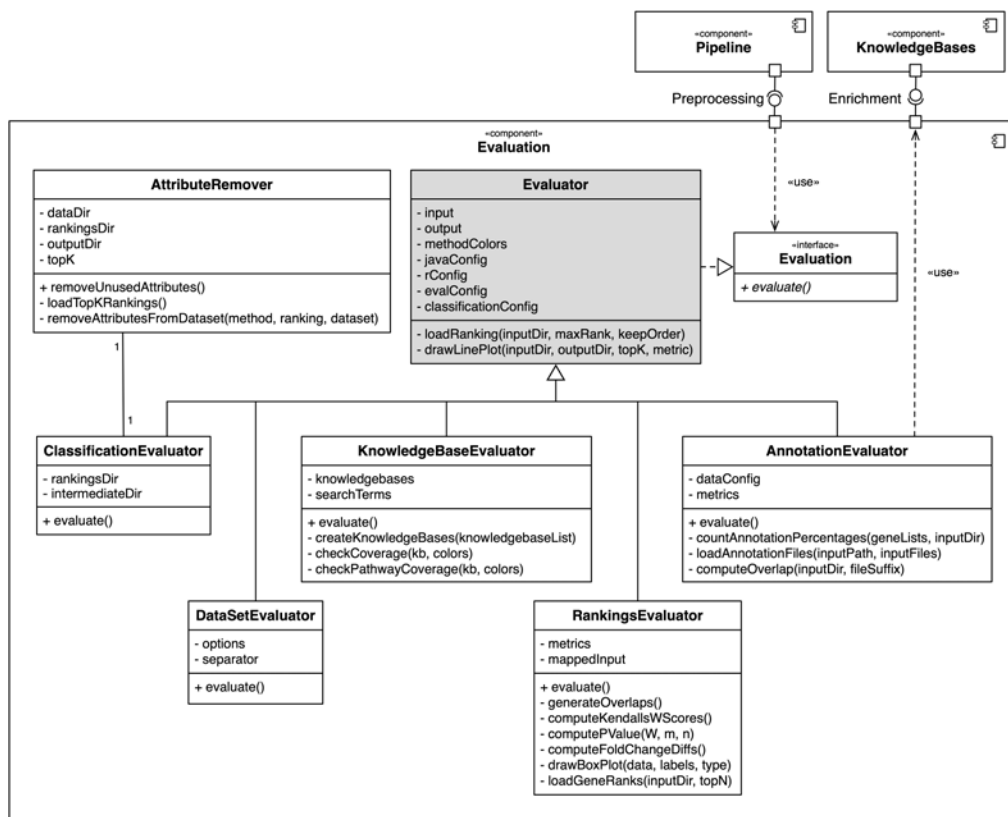 «component»
Pipeline
«component»
KnowledgeBases
Preprocessing
Enrichment
«component»
Evaluation
AttributeRemover
- dataDir
- rankingsDir
- outputDir
- topK
+ removeUnusedAttributes()
- loadTopKRankings()
- removeAttributesFromDataset(method, ranking, dataset)
Evaluator
- input
- output
- methodColors
- javaConfig
- rConfig
- evalConfig
- classificationConfig
- loadRanking(inputDir, maxRank, keepOrder)
- drawLinePlot(inputDir, outputDir, topK, metric)
«use»
«interface»
Evaluation
+ evaluate()
«use»
1
1
ClassificationEvaluator
- rankingsDir
- intermediateDir
+ evaluate()
KnowledgeBaseEvaluator
- knowledgebases
- searchTerms
+ evaluate()
- createKnowledgeBases(knowledgebaseList)
- checkCoverage(kb, colors)
- checkPathwayCoverage(kb, colors)
AnnotationEvaluator
- dataConfig
- metrics
+ evaluate()
- countAnnotationPercentages(geneLists, inputDir)
- loadAnnotationFiles(inputPath, inputFiles)
- computeOverlap(inputDir, fileSuffix)
DataSetEvaluator
- options
- separator
+ evaluate()
RankingsEvaluator
- metrics
- mappedInput
+ evaluate()
- generateOverlaps()
- computeKendallsWScores()
- computePValue(W, m, n)
- computeFoldChangeDiffs()
- drawBoxPlot(data, labels, type)
- loadGeneRanks(inputDir, topN)